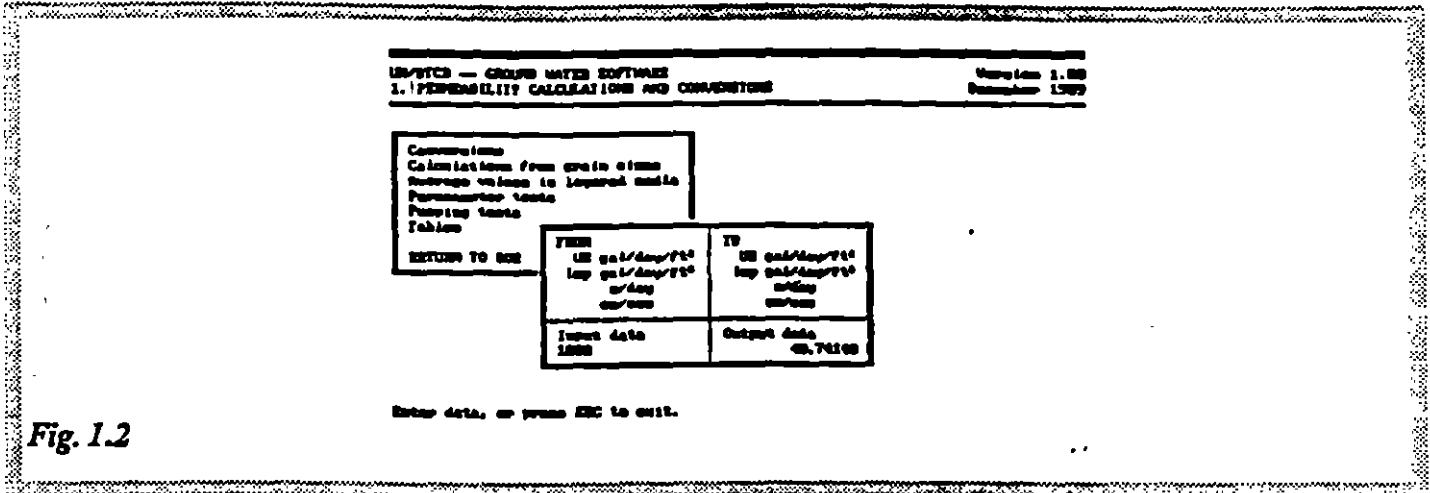 UN/DTCD — GROUND WATER SOFTWARE
Version 1.00
1. PERMEABILITY CALCULATIONS AND CONVERSIONS
December 1989
Conversions
Calculations from grain sizes
Average values in layered media
Permeameter tests
Pumping tests
Tables
RETURN TO DOS
FROM
TO
US gal/day/ft²
US gal/day/ft²
Imp gal/day/ft²
Imp gal/day/ft²
m/day
m/day
cm/sec
cm/sec
Input data
Output data
1000
Enter data, or press ESC to quit.
Fig. 1.2